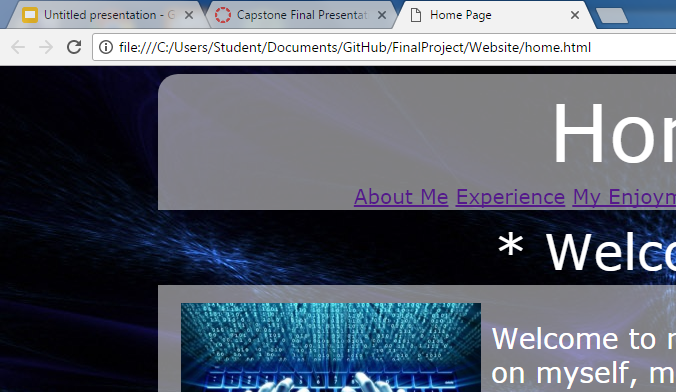 Untitled presentation - G
Capstone Final Presentat
Home Page
file:///C:/Users/Student/Documents/GitHub/FinalProject/Website/home.html
Hom
About Me Experience My Enjoym
* Welco
Welcome to m
on myself, m